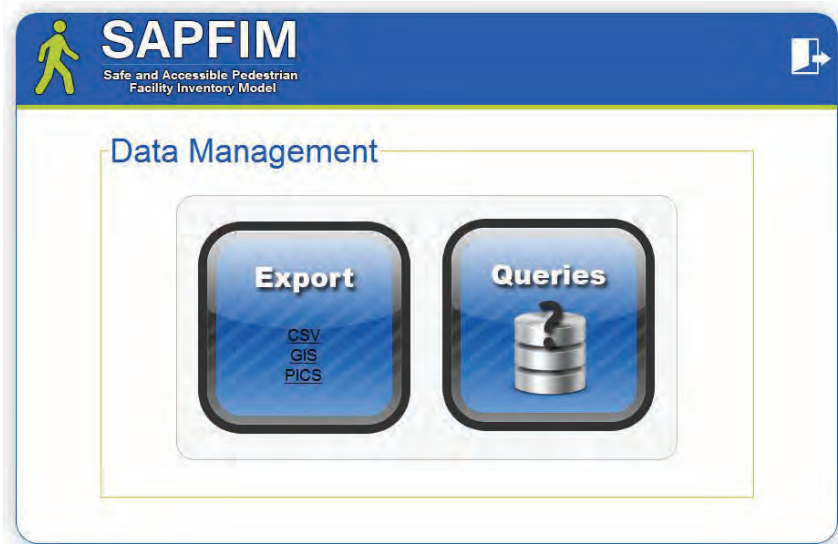 SAPFIM
Safe and Accessible Pedestrian
Facility Inventory Model
Data Management
Export
CSV
GIS
PICS
Queries
?